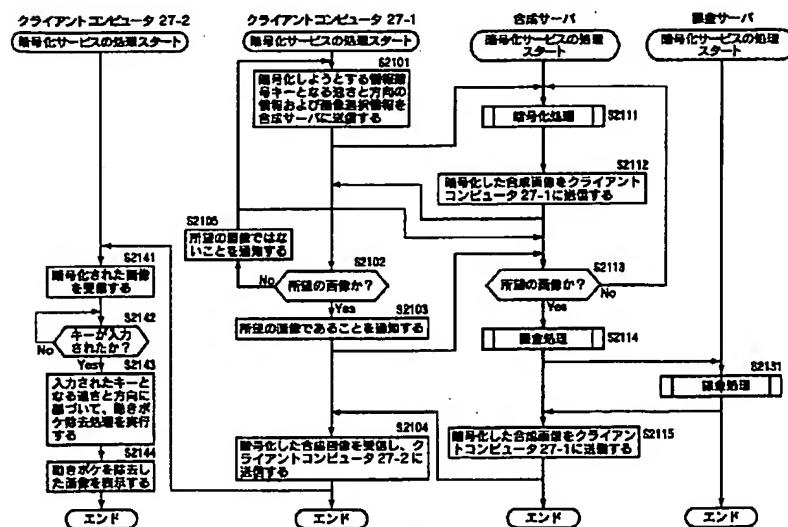 クライアントコンピュータ 27-2
暗号化サービスの処理スタート
S2141
暗号化された画像
を受信する
S2142
キーが入力
されたか?
No
Yes
S2143
入力されたキーと
なる速さと方向に
基づいて、動きボ
ケ除去処理を実行
する
S2144
動きボケを除去し
た画像を表示する
エンド
クライアントコンピュータ 27-1
暗号化サービスの処理スタート
S2101
暗号化しようとする情報暗
号キーとなる速さと方向の
情報および画像選択情報を
合成サーバに送信する
S2105
所望の画像ではな
いことを通知する
S2102
所望の画像か?
No
Yes
S2103
所望の画像であることを通知する
S2104
暗号化した合成画像を受信し、ク
ライアントコンピュータ27-2に
送信する
エンド
合成サーバ
暗号化サービスの処理
スタート
暗号化処理
S2111
S2112
暗号化した合成画像をクライアント
コンピュータ27-1に送信する
S2113
所望の画像か?
No
Yes
課金処理
S2114
暗号化した合成画像をクライア
ントコンピュータ27-1に送信する
S2115
エンド
課金サーバ
暗号化サービスの処理
スタート
S2131
課金処理
エンド